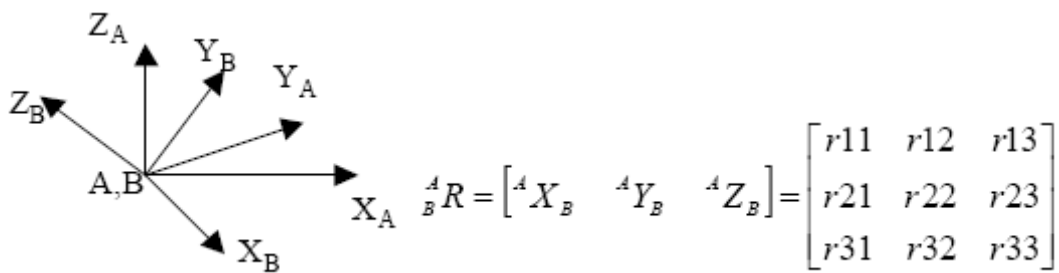 Z_A
Y_B
Y_A
Z_B
A,B
X_A
X_B
^A_B R = [^A X_B ^A Y_B ^A Z_B] = [r11 r12 r13
r21 r22 r23
r31 r32 r33]